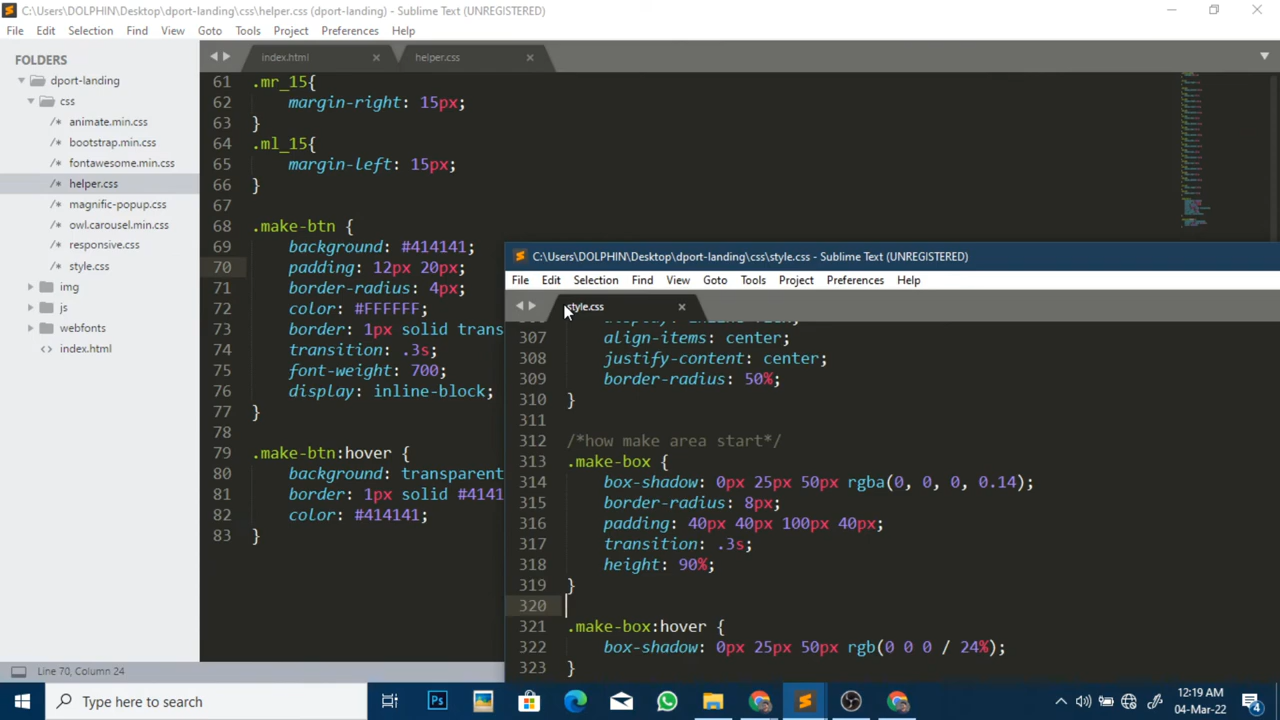 C:\Users\DOLPHIN\Desktop\dport-landing\css\helper.css (dport-landing) - Sublime Text (UNREGISTERED)
File Edit Selection Find View Goto Tools Project Preferences Help
FOLDERS
dport-landing
css
/* animate.min.css
/* bootstrap.min.css
/* fontawesome.min.css
/* helper.css
/* magnific-popup.css
/* owl.carousel.min.css
/* responsive.css
/* style.css
img
js
webfonts
<> index.html
index.html
helper.css
61 .mr_15{
62 margin-right: 15px;
63 }
64 .ml_15{
65 margin-left: 15px;
66 }
67
68 .make-btn {
69 background: #414141;
70 padding: 12px 20px;
71 border-radius: 4px;
72 color: #FFFFFF;
73 border: 1px solid trans
74 transition: .3s;
75 font-weight: 700;
76 display: inline-block;
77 }
78
79 .make-btn:hover {
80 background: transparent
81 border: 1px solid #4141
82 color: #414141;
83 }
C:\Users\DOLPHIN\Desktop\dport-landing\css\style.css - Sublime Text (UNREGISTERED)
File Edit Selection Find View Goto Tools Project Preferences Help
style.css
307 align-items: center;
308 justify-content: center;
309 border-radius: 50%;
310 }
311
312 /*how make area start*/
313 .make-box {
314 box-shadow: 0px 25px 50px rgba(0, 0, 0, 0.14);
315 border-radius: 8px;
316 padding: 40px 40px 100px 40px;
317 transition: .3s;
318 height: 90%;
319 }
320
321 .make-box:hover {
322 box-shadow: 0px 25px 50px rgb(0 0 0 / 24%);
323 }
Line 70, Column 24
Type here to search
Ps
12:19 AM
04-Mar-22
4